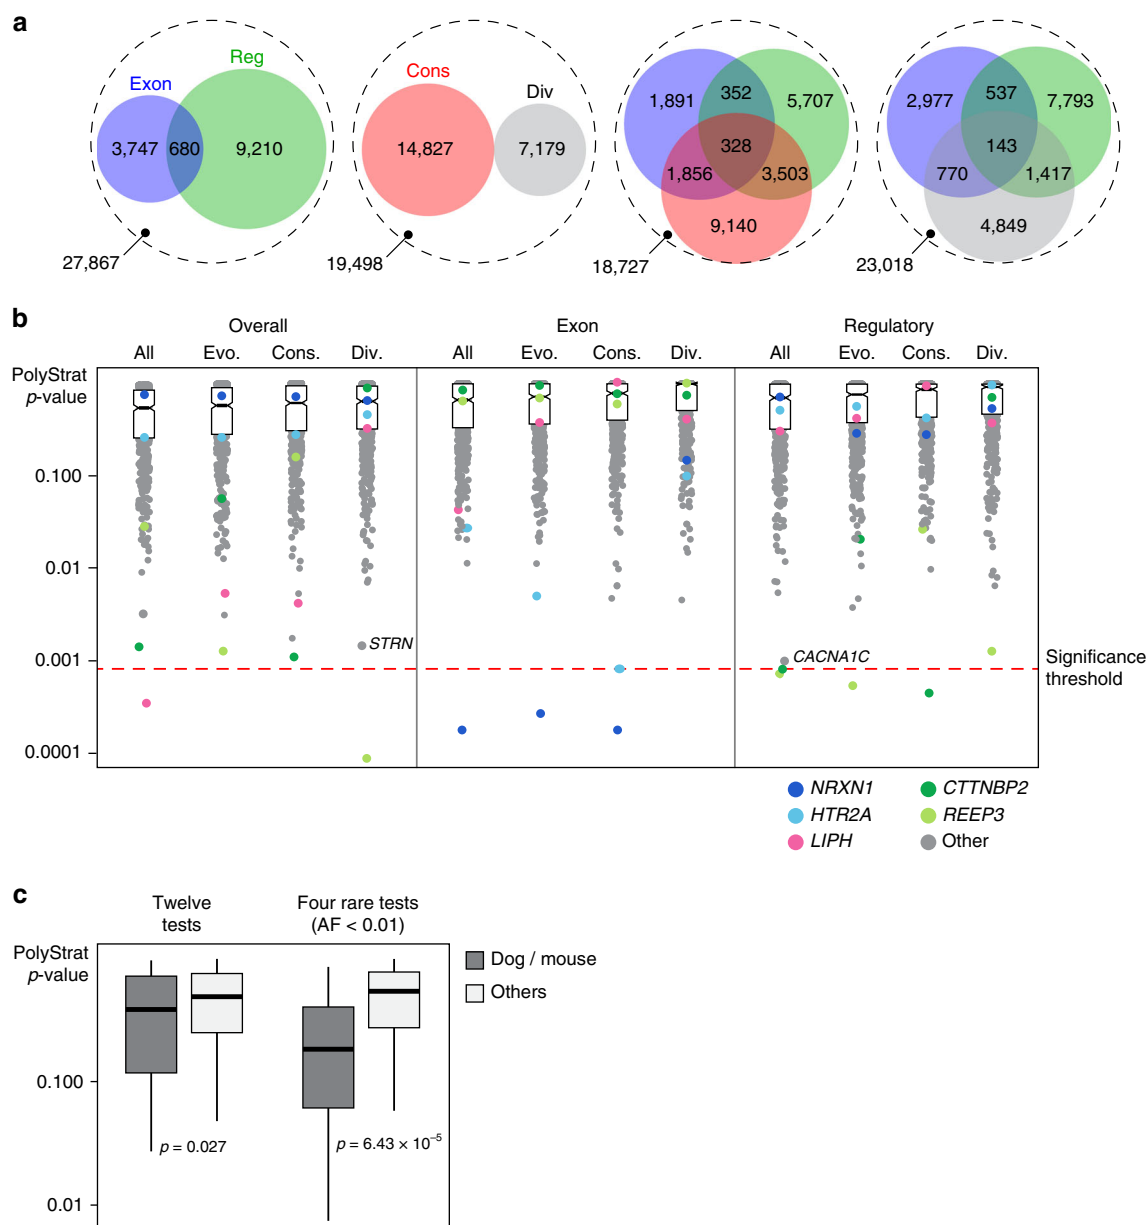 a
Exon
Reg
3,747
680
9,210
27,867
Cons
Div
14,827
7,179
19,498
1,891
352
5,707
328
1,856
3,503
9,140
18,727
2,977
537
7,793
143
770
1,417
4,849
23,018
b
Overall
Exon
Regulatory
All Evo. Cons. Div.
All Evo. Cons. Div.
All Evo. Cons. Div.
PolyStrat
p-value
0.100
0.01
0.001
0.0001
STRN
CACNA1C
Significance
threshold
NRXN1
HTR2A
LIPH
CTTNBP2
REEP3
Other
c
Twelve
tests
Four rare tests
(AF < 0.01)
PolyStrat
p-value
Dog / mouse
Others
0.100
0.01
p = 0.027
p = 6.43 × 10⁻⁵